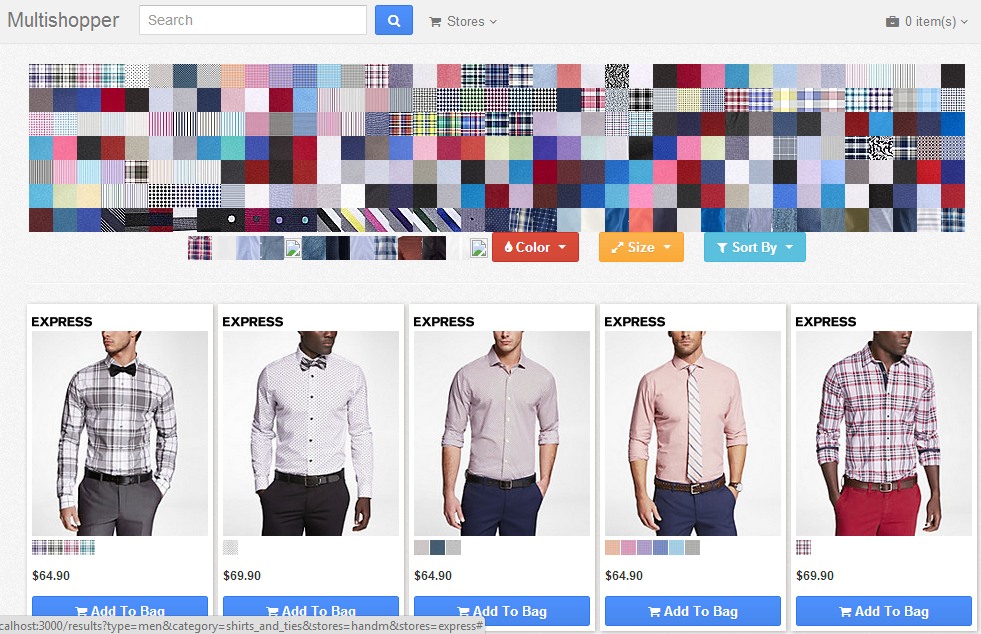 Multishopper
Search
Stores
0 item(s)
Color
Size
Sort By
EXPRESS
EXPRESS
EXPRESS
EXPRESS
EXPRESS
$64.90
$69.90
$64.90
$64.90
$69.90
Add To Bag
Add To Bag
Add To Bag
Add To Bag
Add To Bag
calhost:3000/results?type=men&category=shirts_and_ties&stores=handm&stores=express#